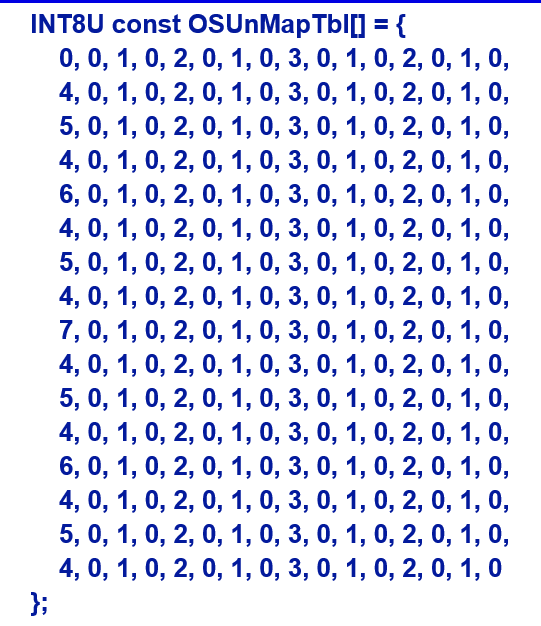 INT8U const OSUnMapTbl[] = {
0, 0, 1, 0, 2, 0, 1, 0, 3, 0, 1, 0, 2, 0, 1, 0,
4, 0, 1, 0, 2, 0, 1, 0, 3, 0, 1, 0, 2, 0, 1, 0,
5, 0, 1, 0, 2, 0, 1, 0, 3, 0, 1, 0, 2, 0, 1, 0,
4, 0, 1, 0, 2, 0, 1, 0, 3, 0, 1, 0, 2, 0, 1, 0,
6, 0, 1, 0, 2, 0, 1, 0, 3, 0, 1, 0, 2, 0, 1, 0,
4, 0, 1, 0, 2, 0, 1, 0, 3, 0, 1, 0, 2, 0, 1, 0,
5, 0, 1, 0, 2, 0, 1, 0, 3, 0, 1, 0, 2, 0, 1, 0,
4, 0, 1, 0, 2, 0, 1, 0, 3, 0, 1, 0, 2, 0, 1, 0,
7, 0, 1, 0, 2, 0, 1, 0, 3, 0, 1, 0, 2, 0, 1, 0,
4, 0, 1, 0, 2, 0, 1, 0, 3, 0, 1, 0, 2, 0, 1, 0,
5, 0, 1, 0, 2, 0, 1, 0, 3, 0, 1, 0, 2, 0, 1, 0,
4, 0, 1, 0, 2, 0, 1, 0, 3, 0, 1, 0, 2, 0, 1, 0,
6, 0, 1, 0, 2, 0, 1, 0, 3, 0, 1, 0, 2, 0, 1, 0,
4, 0, 1, 0, 2, 0, 1, 0, 3, 0, 1, 0, 2, 0, 1, 0,
5, 0, 1, 0, 2, 0, 1, 0, 3, 0, 1, 0, 2, 0, 1, 0,
4, 0, 1, 0, 2, 0, 1, 0, 3, 0, 1, 0, 2, 0, 1, 0
};